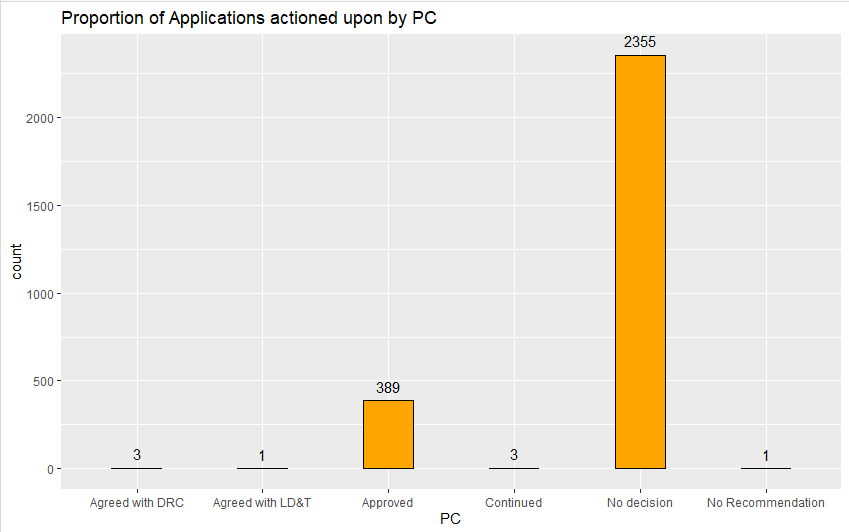 Proportion of Applications actioned upon by PC
2355
2000
1500
count
1000
500
389
3
1
3
1
0
Agreed with DRC
Agreed with LD&T
Approved
Continued
No decision
No Recommendation
PC